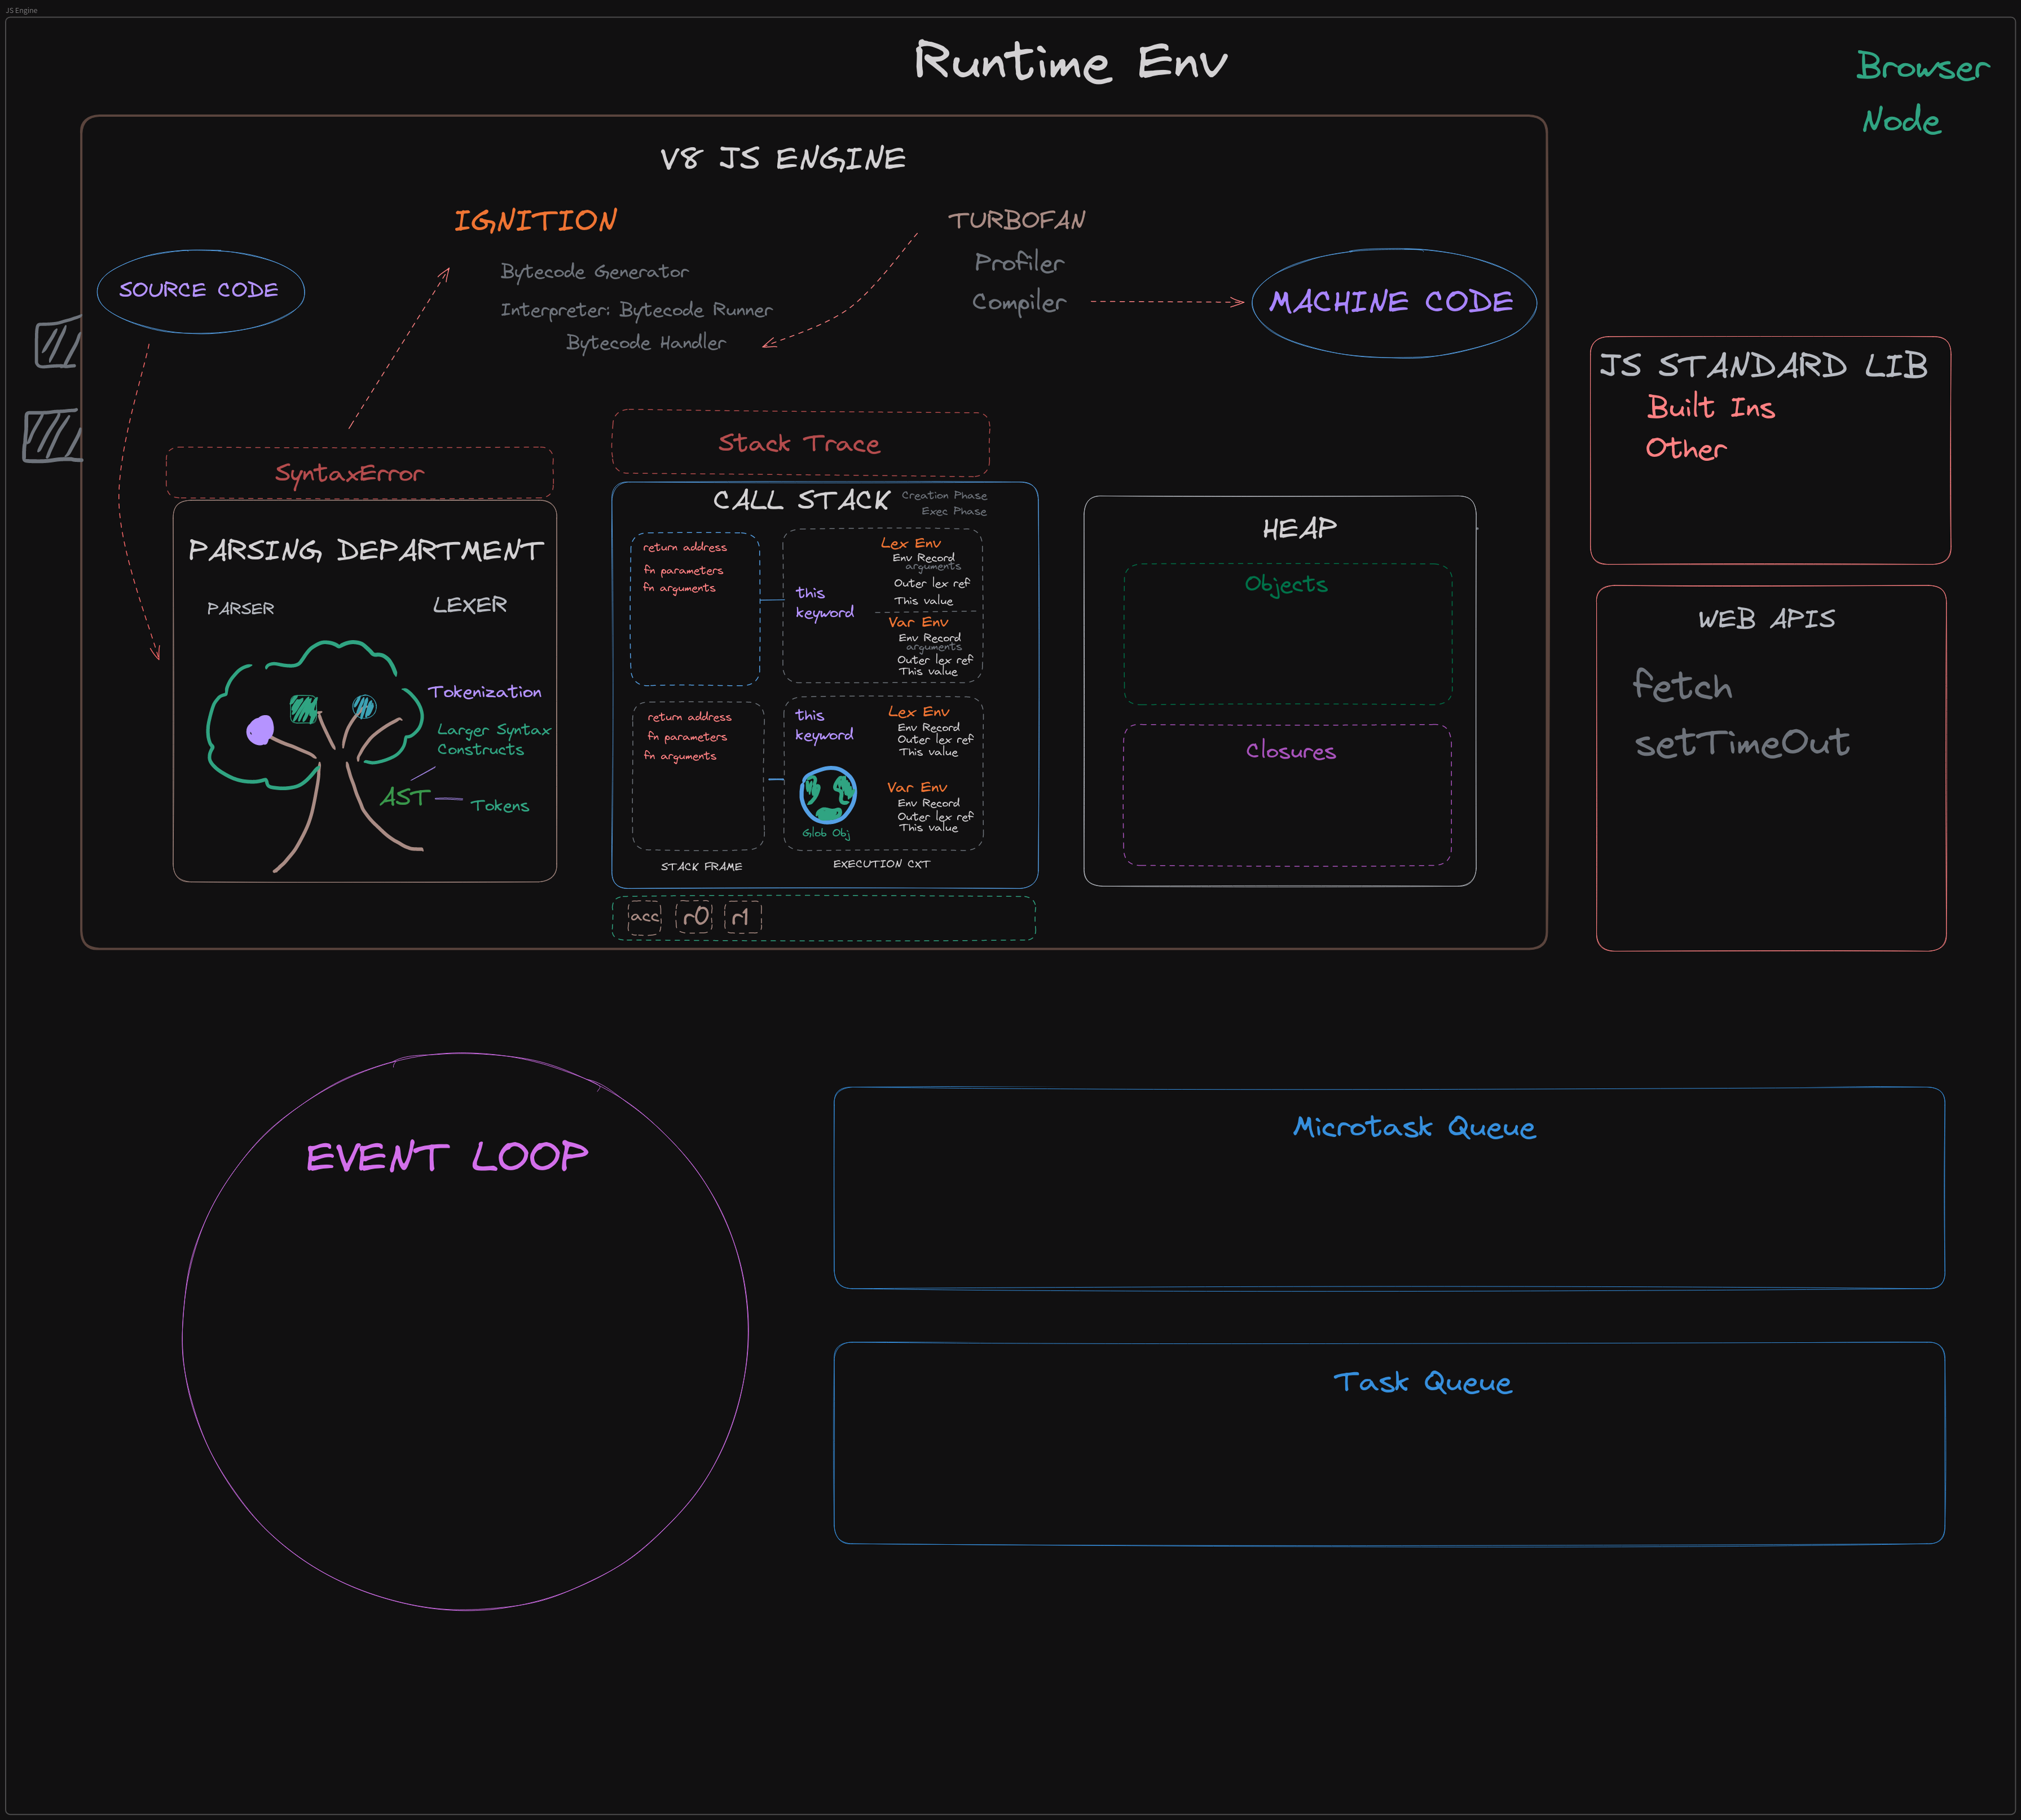 JS Engine
Runtime Env
Browser
Node
V8 JS ENGINE
IGNITION
Bytecode Generator
Interpreter: Bytecode Runner
Bytecode Handler
TURBOFAN
Profiler
Compiler
SOURCE CODE
MACHINE CODE
JS STANDARD LIB
Built Ins
Other
SyntaxError
Stack Trace
PARSING DEPARTMENT
PARSER
LEXER
Tokenization
Larger Syntax
Constructs
AST
Tokens
CALL STACK
Creation Phase
Exec Phase
return address
fn parameters
fn arguments
this
keyword
Lex Env
Env Record
arguments
Outer lex ref
This value
Var Env
Env Record
arguments
Outer lex ref
This value
return address
fn parameters
fn arguments
this
keyword
Glob Obj
Lex Env
Env Record
Outer lex ref
This value
Var Env
Env Record
Outer lex ref
This value
STACK FRAME
EXECUTION CXT
acc
r0
r1
HEAP
Objects
Closures
WEB APIS
fetch
setTimeOut
EVENT LOOP
Microtask Queue
Task Queue